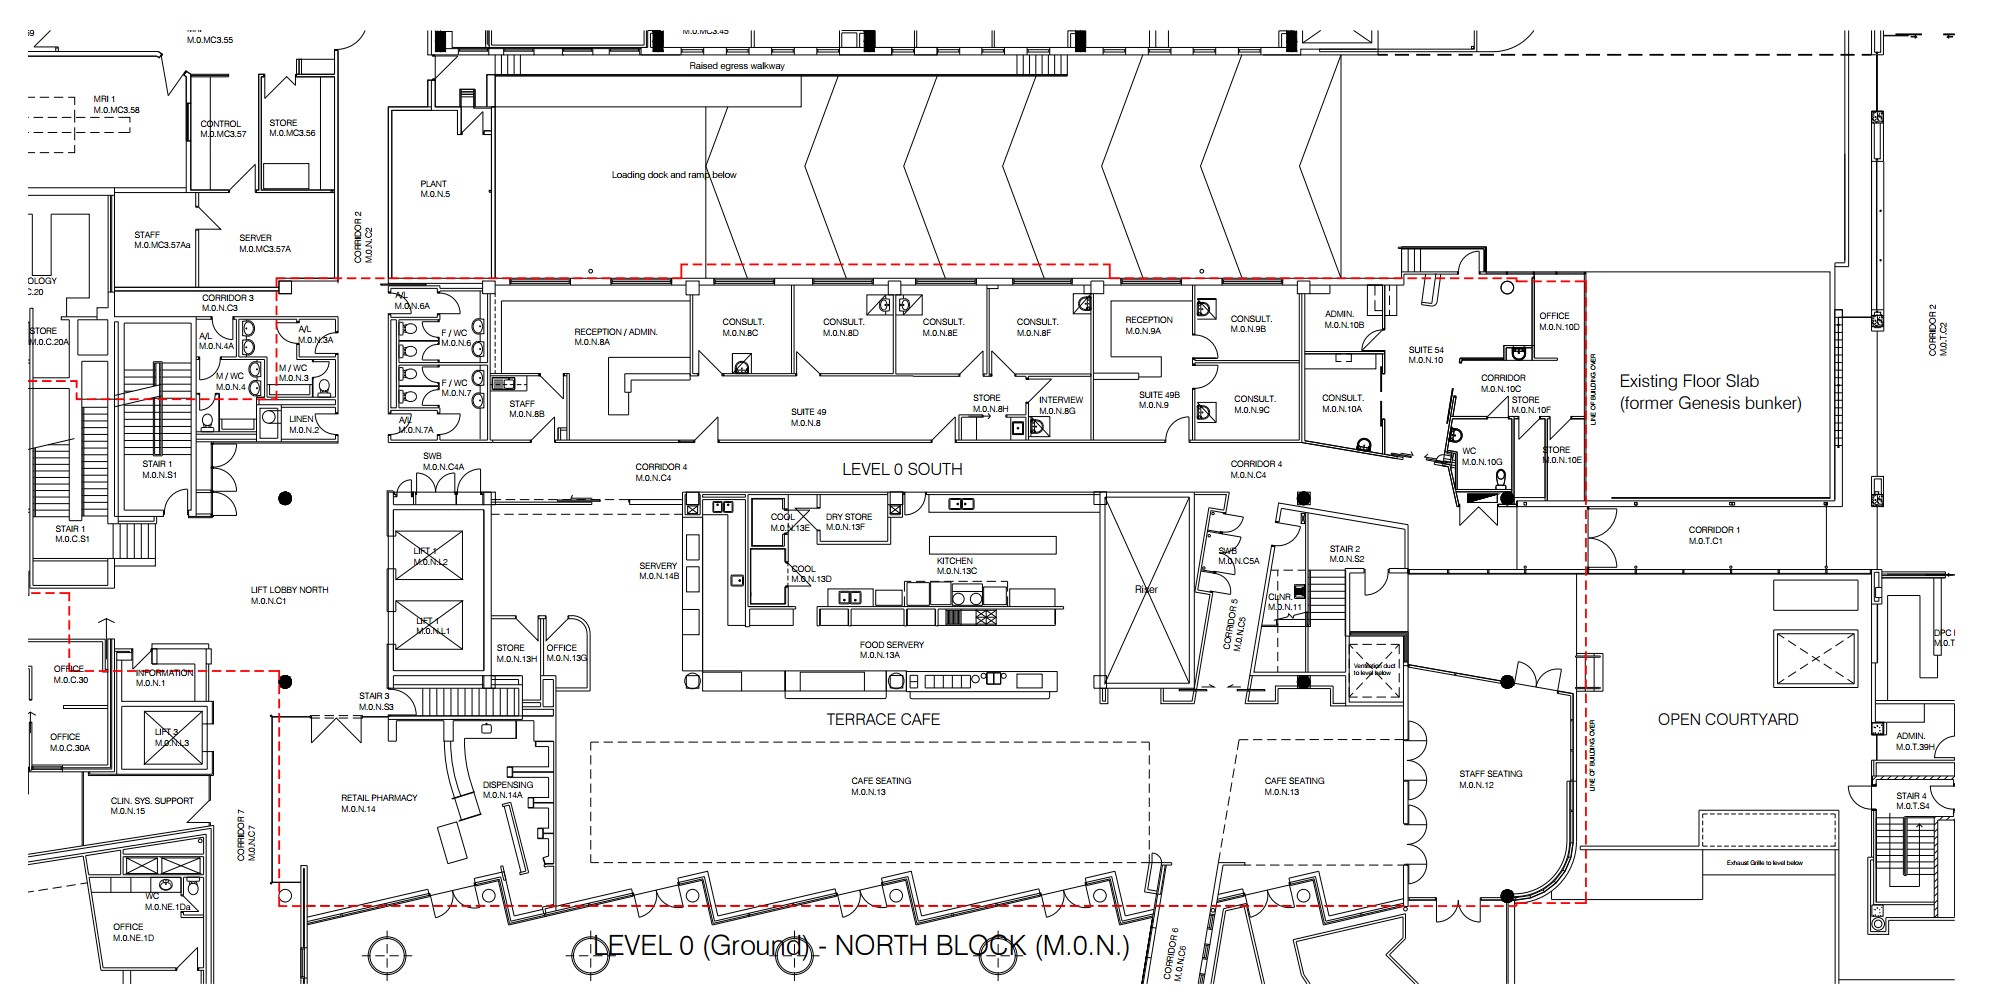 M.0.MC3.55
M.0.MC3.45
Raised egress walkway
MRI 1
M.0.MC3.58
CONTROL
M.0.MC3.57
STORE
M.0.MC3.56
PLANT
M.0.N.5
Loading dock and ramp below
CORRIDOR 2
M.0.N.C2
STAFF
M.0.MC3.57Aa
SERVER
M.0.MC3.57A
OLOGY
C.20
CORRIDOR 3
M.0.N.C3
STORE
M.0.C.20A
A/L
M.0.N.4A
A/L
M.0.N.3A
M / WC
M.0.N.4
M / WC
M.0.N.3
LINEN
M.0.N.2
A/L
M.0.N.6A
F / WC
M.0.N.6
F / WC
M.0.N.7
A/L
M.0.N.7A
RECEPTION / ADMIN.
M.0.N.8A
STAFF
M.0.N.8B
CONSULT.
M.0.N.8C
CONSULT.
M.0.N.8D
CONSULT.
M.0.N.8E
CONSULT.
M.0.N.8F
SUITE 49
M.0.N.8
STORE
M.0.N.8H
INTERVIEW
M.0.N.8G
RECEPTION
M.0.N.9A
SUITE 49B
M.0.N.9
CONSULT.
M.0.N.9B
CONSULT.
M.0.N.9C
ADMIN.
M.0.N.10B
CONSULT.
M.0.N.10A
SUITE 54
M.0.N.10
OFFICE
M.0.N.10D
CORRIDOR
M.0.N.10C
STORE
M.0.N.10F
STORE
M.0.N.10E
WC
M.0.N.10G
LINE OF BUILDING OVER
Existing Floor Slab
(former Genesis bunker)
CORRIDOR 2
M.0.T.C2
STAIR 1
M.0.N.S1
STAIR 1
M.0.C.S1
SWB
M.0.N.C4A
CORRIDOR 4
M.0.N.C4
LEVEL 0 SOUTH
CORRIDOR 4
M.0.N.C4
LIFT 1
M.0.N.L2
LIFT 1
M.0.N.L1
LIFT LOBBY NORTH
M.0.N.C1
SERVERY
M.0.N.14B
COOL
M.0.N.13E
DRY STORE
M.0.N.13F
COOL
M.0.N.13D
KITCHEN
M.0.N.13C
FOOD SERVERY
M.0.N.13A
Riser
SWB
M.0.N.C5A
CORRIDOR 5
M.0.N.C5
CLNR.
M.0.N.11
STAIR 2
M.0.N.S2
CORRIDOR 1
M.0.T.C1
STORE
M.0.N.13H
OFFICE
M.0.N.13G
Ventilation duct
to level below
DPC
M.0.T
OFFICE
M.0.C.30
INFORMATION
M.0.N.1
STAIR 3
M.0.N.S3
OFFICE
M.0.C.30A
LIFT 3
M.0.N.L3
TERRACE CAFE
OPEN COURTYARD
LINE OF BUILDING OVER
ADMIN.
M.0.T.39H
CLIN. SYS. SUPPORT
M.0.N.15
CORRIDOR 7
M.0.N.C7
RETAIL PHARMACY
M.0.N.14
DISPENSING
M.0.N.14A
CAFE SEATING
M.0.N.13
CAFE SEATING
M.0.N.13
STAFF SEATING
M.0.N.12
STAIR 4
M.0.T.S4
Exhaust Grille to level below
WC
M.0.NE.1Da
OFFICE
M.0.NE.1D
LEVEL 0 (Ground) - NORTH BLOCK (M.0.N.)
CORRIDOR 6
M.0.N.C6